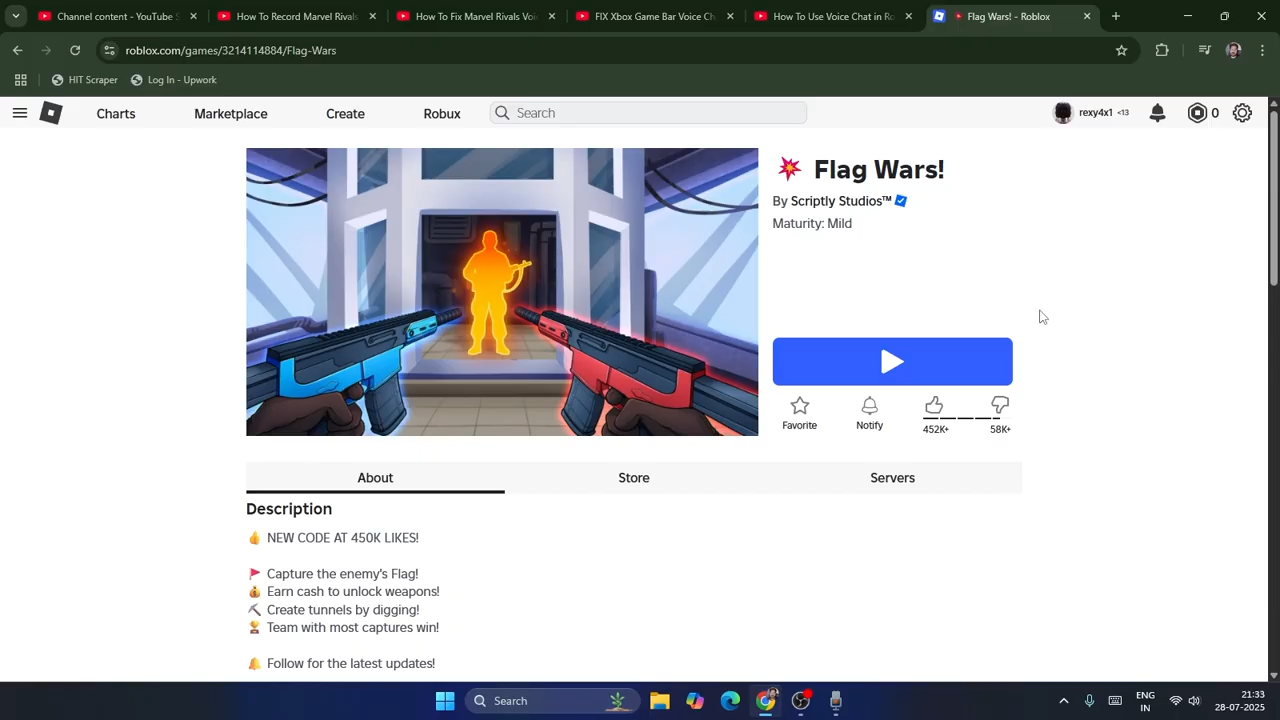 Channel content - YouTube S
How To Record Marvel Rivals
How To Fix Marvel Rivals Voi
FIX Xbox Game Bar Voice Ch
How To Use Voice Chat in Ro
Flag Wars! - Roblox
roblox.com/games/3214114884/Flag-Wars
HIT Scraper
Log In - Upwork
Charts
Marketplace
Create
Robux
Search
rexy4x1 <13
0
Flag Wars!
By Scriptly Studios™
Maturity: Mild
Favorite
Notify
452K+
58K+
About
Store
Servers
Description
NEW CODE AT 450K LIKES!
Capture the enemy's Flag!
Earn cash to unlock weapons!
Create tunnels by digging!
Team with most captures win!
Follow for the latest updates!
Search
ENG
IN
21:33
28-07-2025